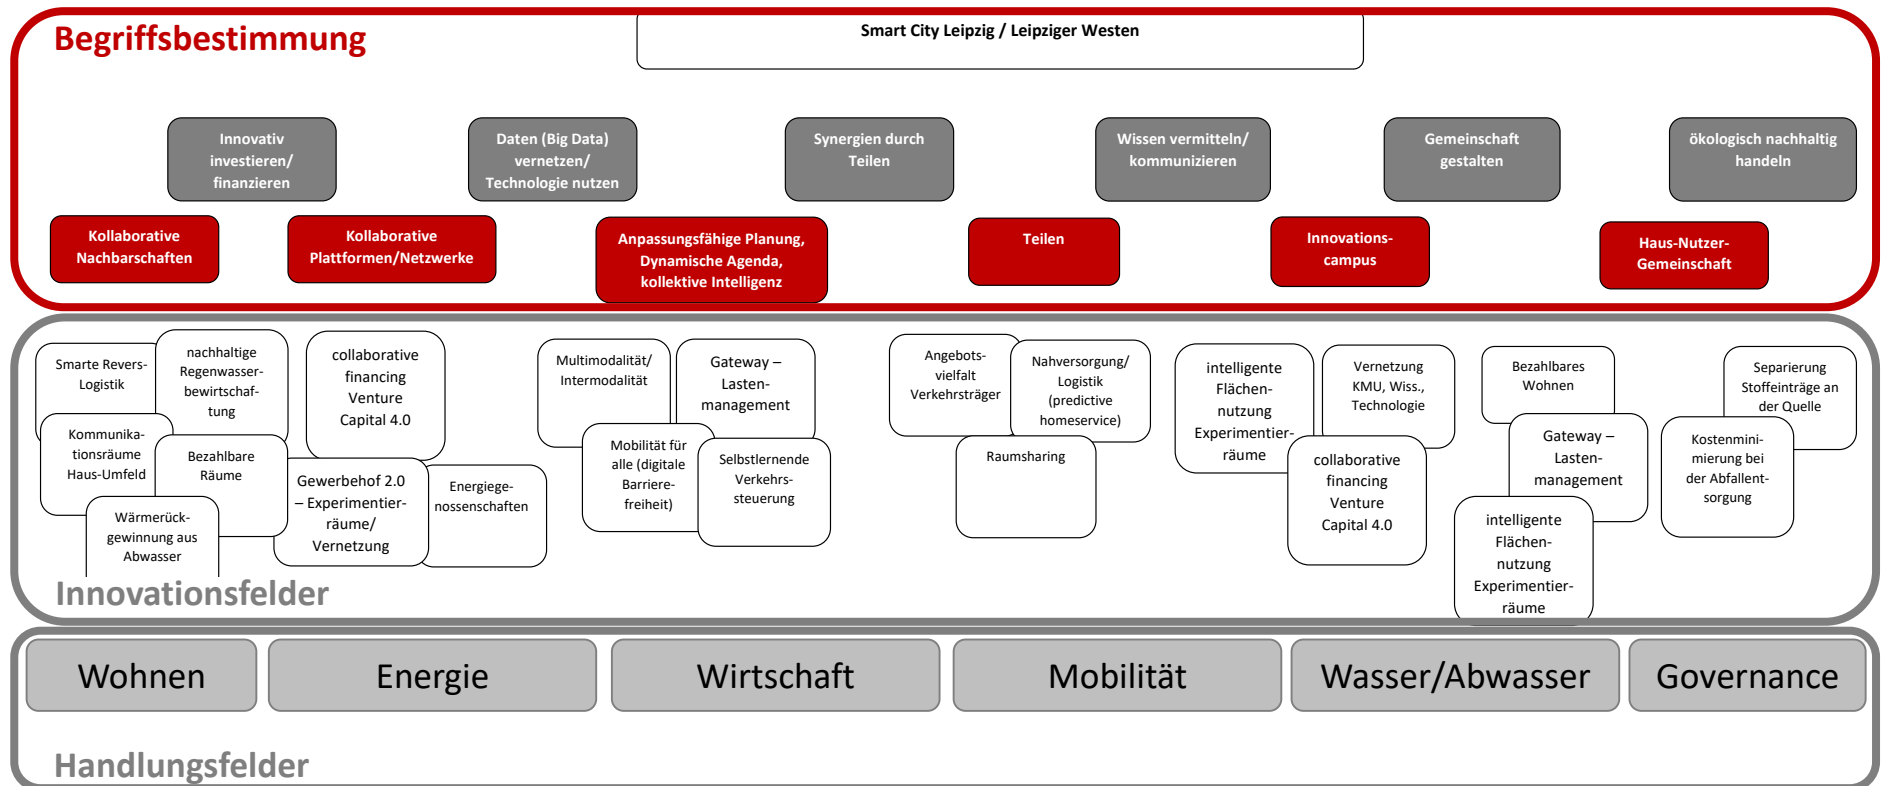 Begriffsbestimmung
Smart City Leipzig / Leipziger Westen
Innovativ
investieren/
finanzieren
Daten (Big Data)
vernetzen/
Technologie nutzen
Synergien durch
Teilen
Wissen vermitteln/
kommunizieren
Gemeinschaft
gestalten
ökologisch nachhaltig
handeln
Kollaborative
Nachbarschaften
Kollaborative
Plattformen/Netzwerke
Anpassungsfähige Planung,
Dynamische Agenda,
kollektive Intelligenz
Teilen
Innovations-
campus
Haus-Nutzer-
Gemeinschaft
Smarte Revers-
Logistik
nachhaltige
Regenwasser-
bewirtschaf-
tung
Kommunika-
tionsräume
Haus-Umfeld
Bezahlbare
Räume
Wärmerück-
gewinnung aus
Abwasser
collaborative
financing
Venture
Capital 4.0
Gewerbehof 2.0
– Experimentier-
räume/
Vernetzung
Energiege-
nossenschaften
Multimodalität/
Intermodalität
Gateway –
Lasten-
management
Mobilität für
alle (digitale
Barriere-
freiheit)
Selbstlernende
Verkehrs-
steuerung
Angebots-
vielfalt
Verkehrsträger
Nahversorgung/
Logistik
(predictive
homeservice)
Raumsharing
intelligente
Flächen-
nutzung
Experimentier-
räume
Vernetzung
KMU, Wiss.,
Technologie
collaborative
financing
Venture
Capital 4.0
Bezahlbares
Wohnen
Gateway –
Lasten-
management
intelligente
Flächen-
nutzung
Experimentier-
räume
Separierung
Stoffeinträge an
der Quelle
Kostenmini-
mierung bei
der Abfallent-
sorgung
Innovationsfelder
Wohnen
Energie
Wirtschaft
Mobilität
Wasser/Abwasser
Governance
Handlungsfelder